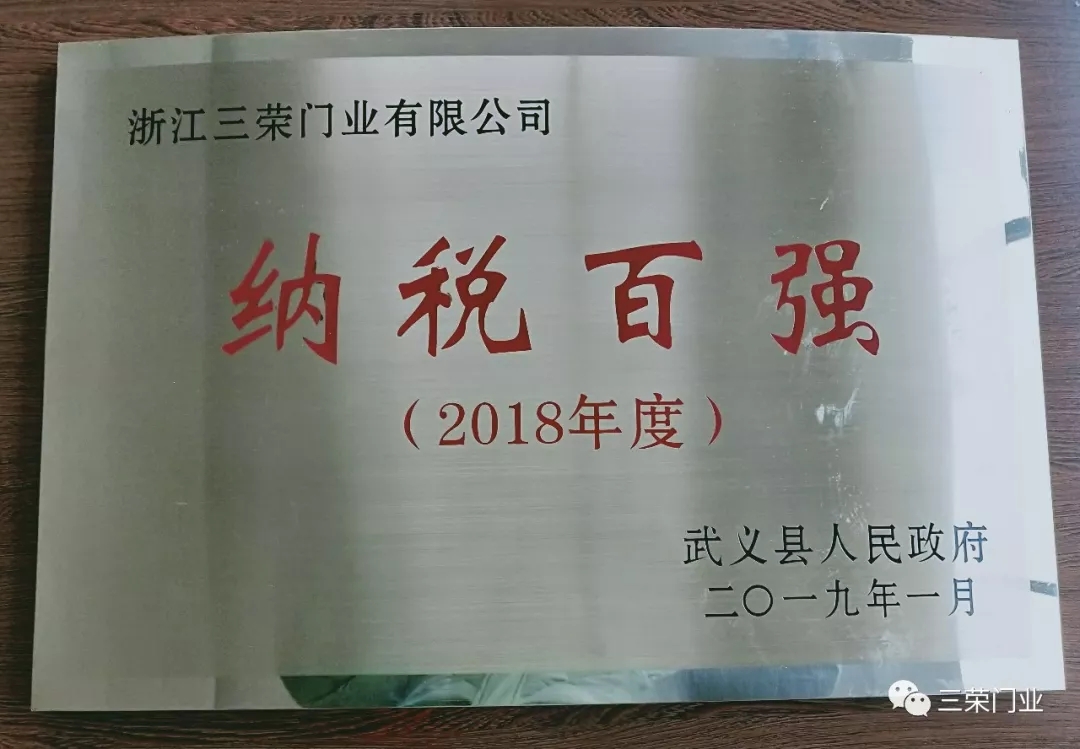 浙江三荣门业有限公司
纳税百强
（2018年度）
武义县人民政府
二〇一九年一月
三荣门业